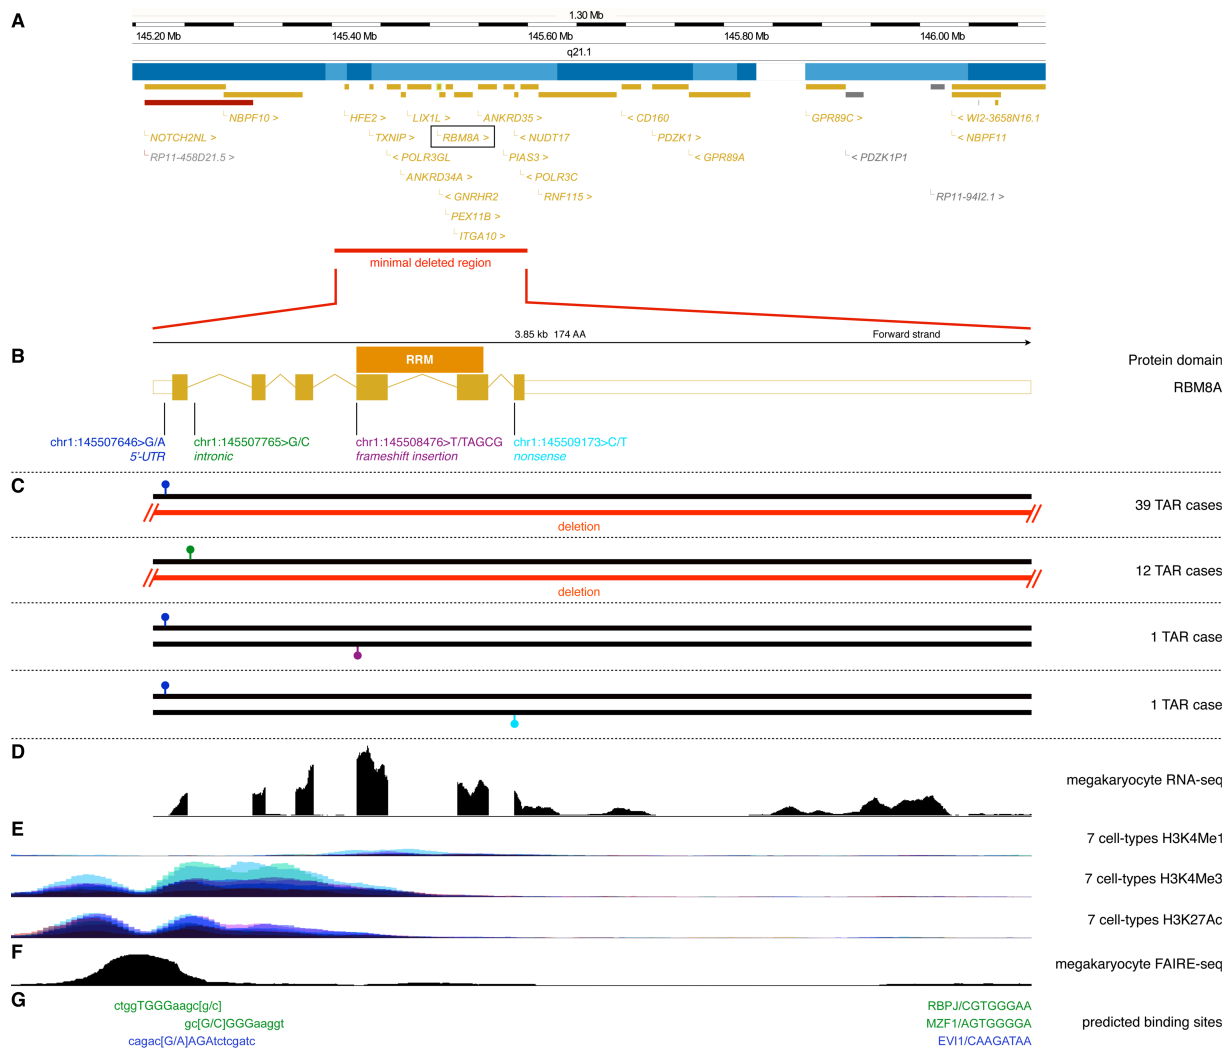 A
1.30 Mb
145.20 Mb 145.40 Mb 145.60 Mb 145.80 Mb 146.00 Mb
q21.1
NBPF10 > HFE2 > LIX1L > ANKRD35 > < CD160 GPR89C > < WI2-3658N16.1
NOTCH2NL > TXNIP > RBM8A > < NUDT17 PDZK1 > < NBPF11
RP11-458D21.5 > < POLR3GL PIAS3 > < GPR89A < PDZK1P1
ANKRD34A > < POLR3C
< GNRHR2 RNF115 > RP11-94I2.1 >
PEX11B >
ITGA10 >
minimal deleted region
3.85 kb 174 AA Forward strand
B
RRM Protein domain
RBM8A
chr1:145507646>G/A chr1:145507765>G/C chr1:145508476>T/TAGCG chr1:145509173>C/T
5'-UTR intronic frameshift insertion nonsense
C
39 TAR cases
deletion
12 TAR cases
deletion
1 TAR case
1 TAR case
D
megakaryocyte RNA-seq
E
7 cell-types H3K4Me1
7 cell-types H3K4Me3
7 cell-types H3K27Ac
F
megakaryocyte FAIRE-seq
G
ctggTGGGaagc[g/c] RBPJ/CGTGGGAA
gc[G/C]GGGaaggt MZF1/AGTGGGGA predicted binding sites
cagac[G/A]AGAtctcgatc EVI1/CAAGATAA